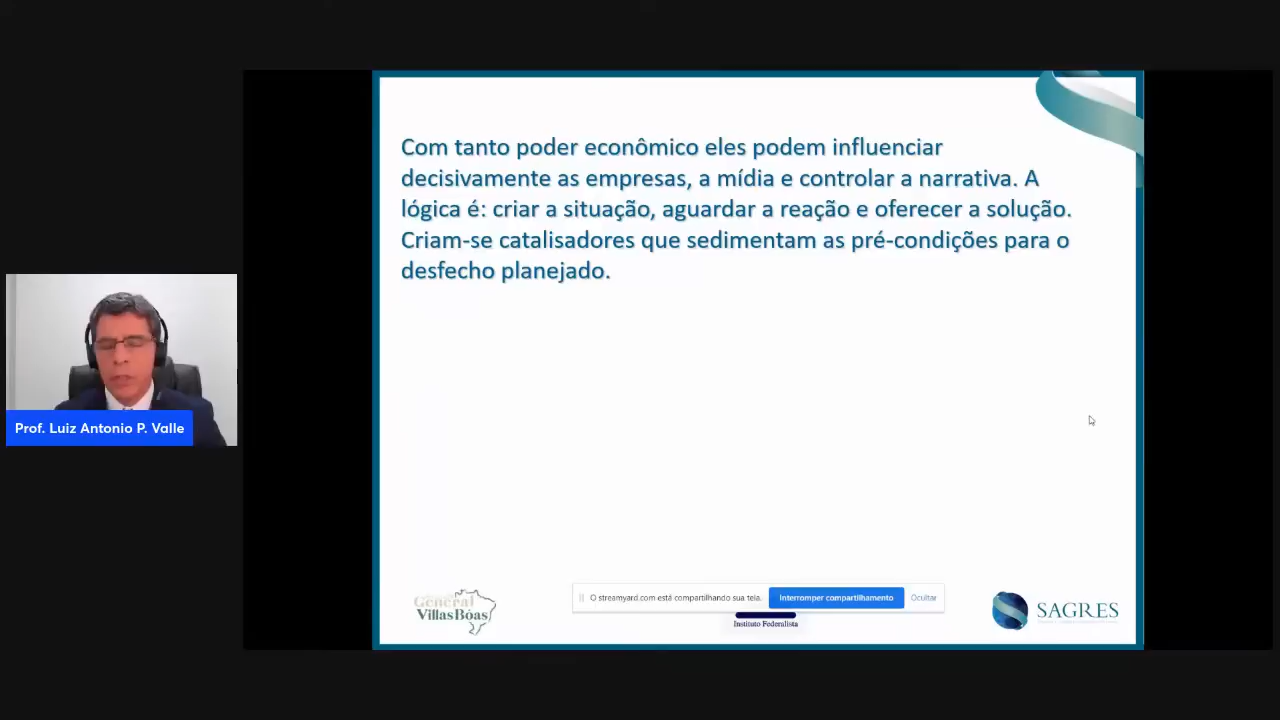 Com tanto poder econômico eles podem influenciar
decisivamente as empresas, a mídia e controlar a narrativa. A
lógica é: criar a situação, aguardar a reação e oferecer a solução.
Criam-se catalisadores que sedimentam as pré-condições para o
desfecho planejado.
Prof. Luiz Antonio P. Valle
General
Villas Bôas
O streamyard.com está compartilhando sua tela.
Interromper compartilhamento
Ocultar
Instituto Federalista
SAGRES